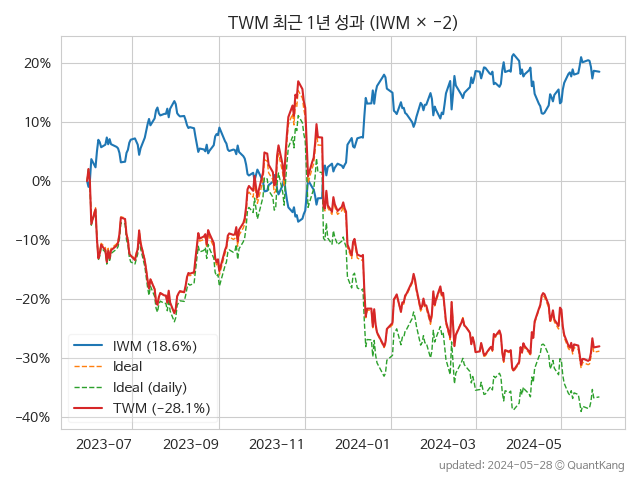 TWM 최근 1년 성과 (IWM × −2)
20%
10%
0%
−10%
−20%
−30%
−40%
IWM (18.6%)
Ideal
Ideal (daily)
TWM (−28.1%)
2023-07
2023-09
2023-11
2024-01
2024-03
2024-05
updated: 2024-05-28 © QuantKang